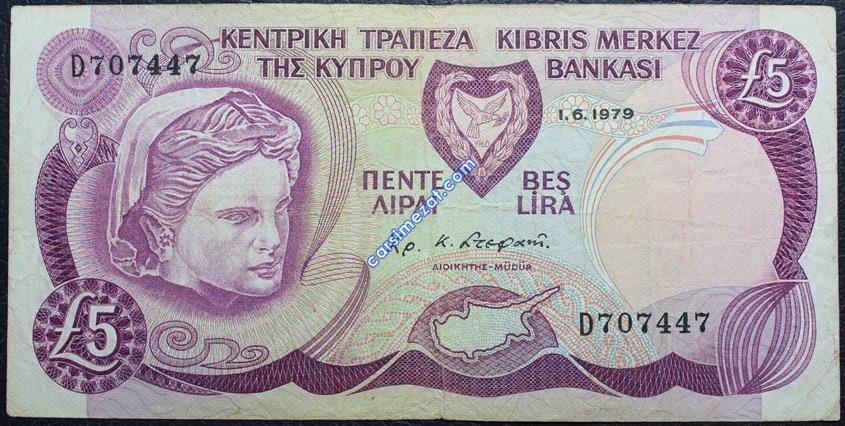 ΚΕΝΤΡΙΚΗ ΤΡΑΠΕΖΑ KIBRIS MERKEZ
D707447
ΤΗΣ ΚΥΠΡΟΥ BANKASI
£5
1.6.1979
1960
ΠΕΝΤΕ BEŞ
ΛΙΡΑΙ LİRA
carsimezat.com
Κ. Στεφανι
ΔΙΟΙΚΗΤΗΣ-MÜDÜR
£5
D707447